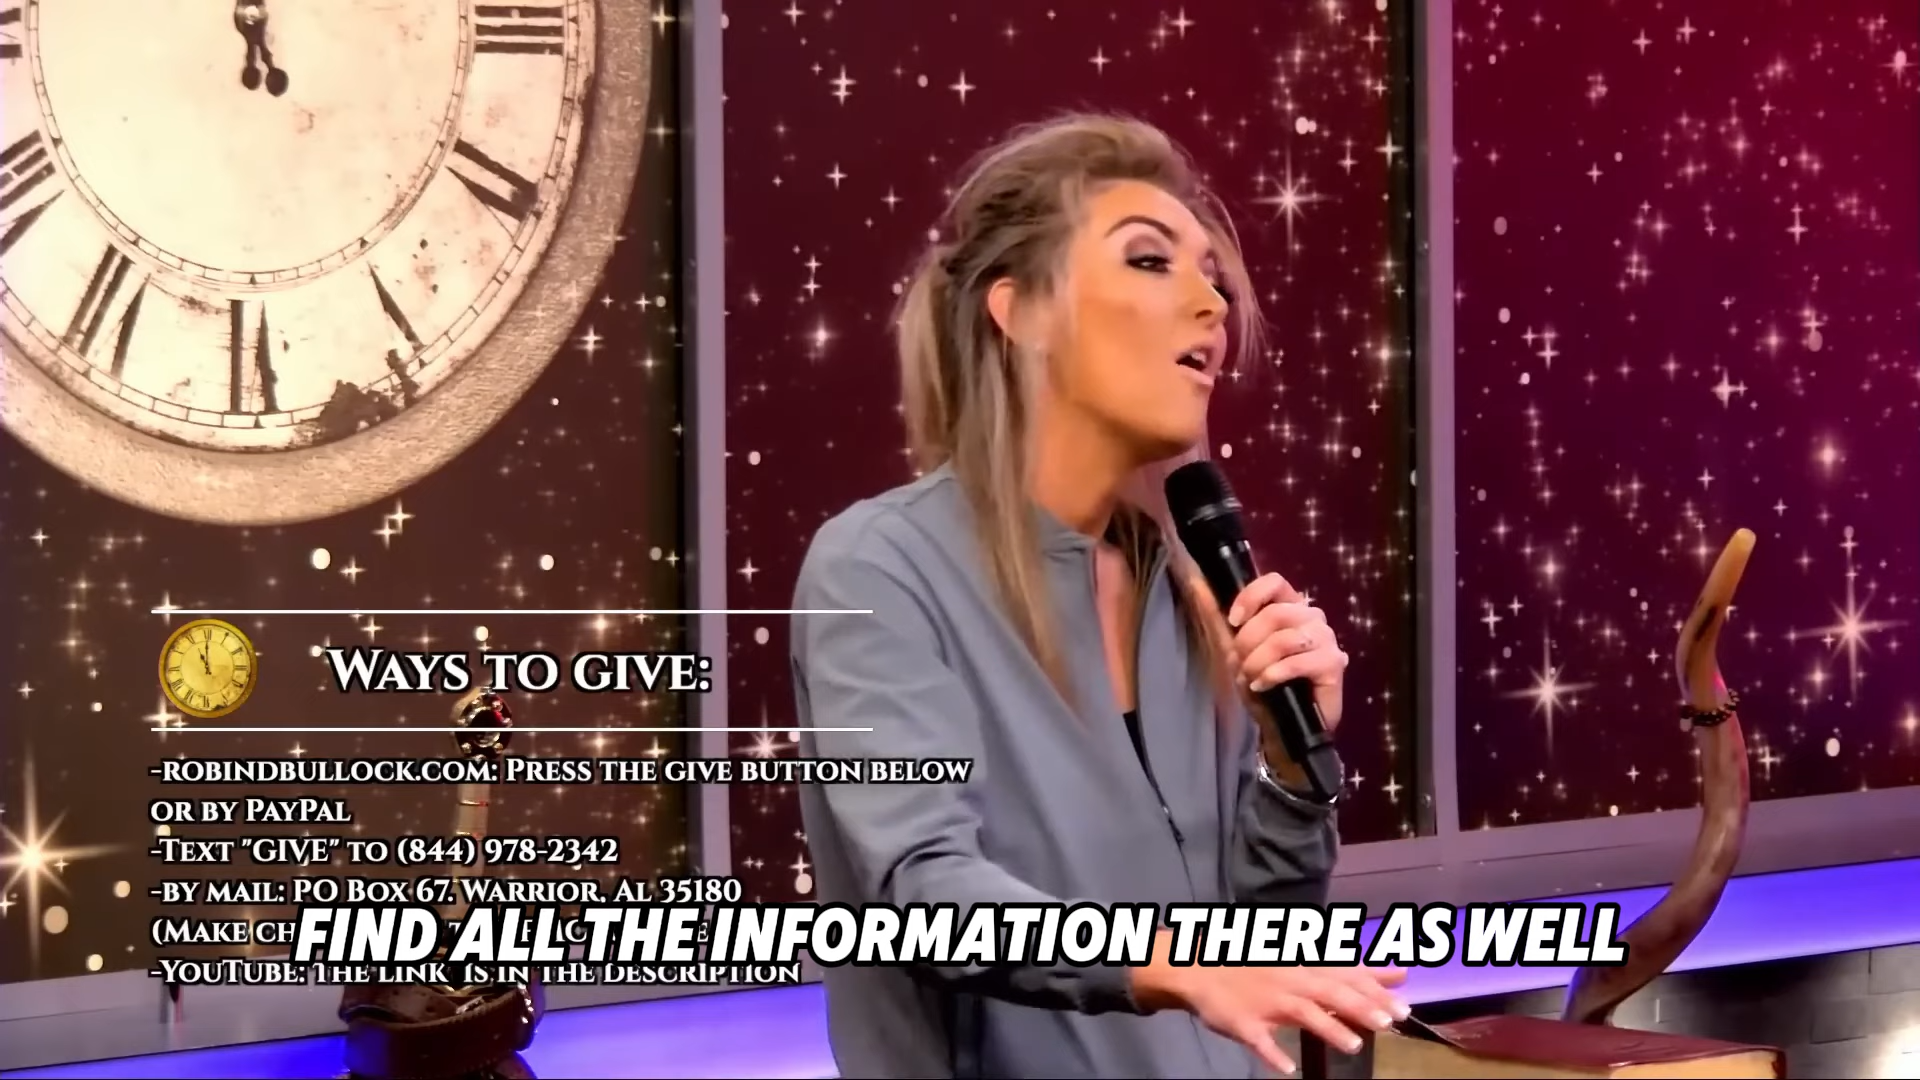 WAYS TO GIVE:
-ROBINDBULLOCK.COM: PRESS THE GIVE BUTTON BELOW
OR BY PAYPAL
-TEXT "GIVE" TO (844) 978-2342
-BY MAIL: PO BOX 67, WARRIOR, AL 35180
(MAKE
FIND ALL THE INFORMATION THERE AS WELL
-YOUTUBE: THE LINK IS IN THE DESCRIPTION